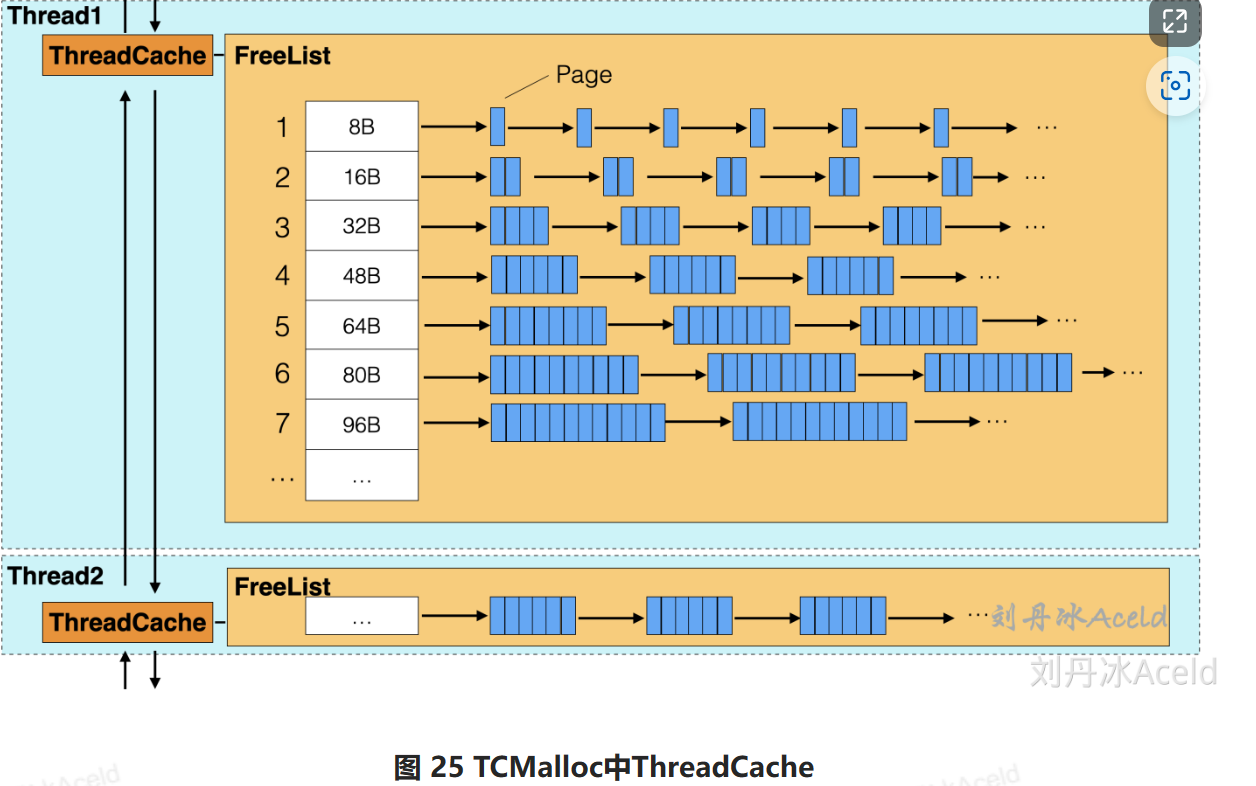 Thread1
ThreadCache
FreeList
Page
1 8B ...
2 16B ...
3 32B ...
4 48B ...
5 64B ...
6 80B ...
7 96B ...
... ...
Thread2
FreeList
ThreadCache
... ...
刘丹冰Aceld
刘丹冰Aceld
图 25 TCMalloc中ThreadCache